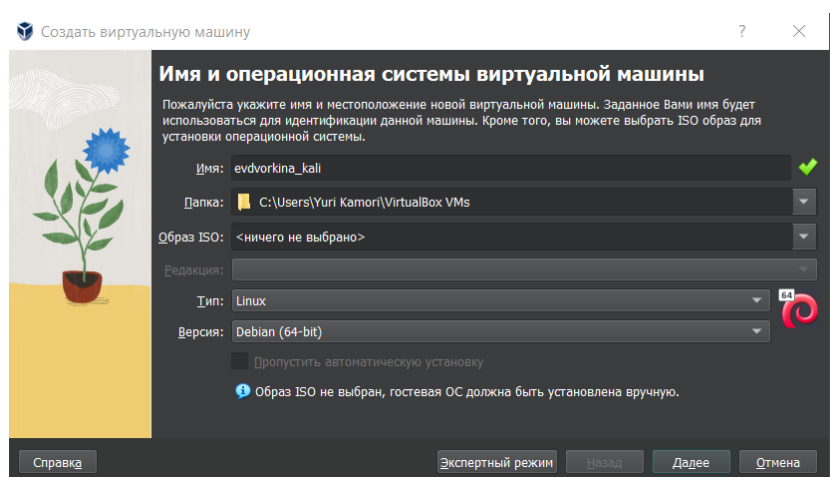 Создать виртуальную машину
?
Имя и операционная системы виртуальной машины
Пожалуйста укажите имя и местоположение новой виртуальной машины. Заданное Вами имя будет
использоваться для идентификации данной машины. Кроме того, вы можете выбрать ISO образ для
установки операционной системы.
Имя: evdvorkina_kali
Папка: C:\Users\Yuri Kamori\VirtualBox VMs
Образ ISO: <ничего не выбрано>
Редакция:
Тип: Linux
64
Версия: Debian (64-bit)
Пропустить автоматическую установку
Образ ISO не выбран, гостевая ОС должна быть установлена вручную.
Справка Экспертный режим Назад Далее Отмена